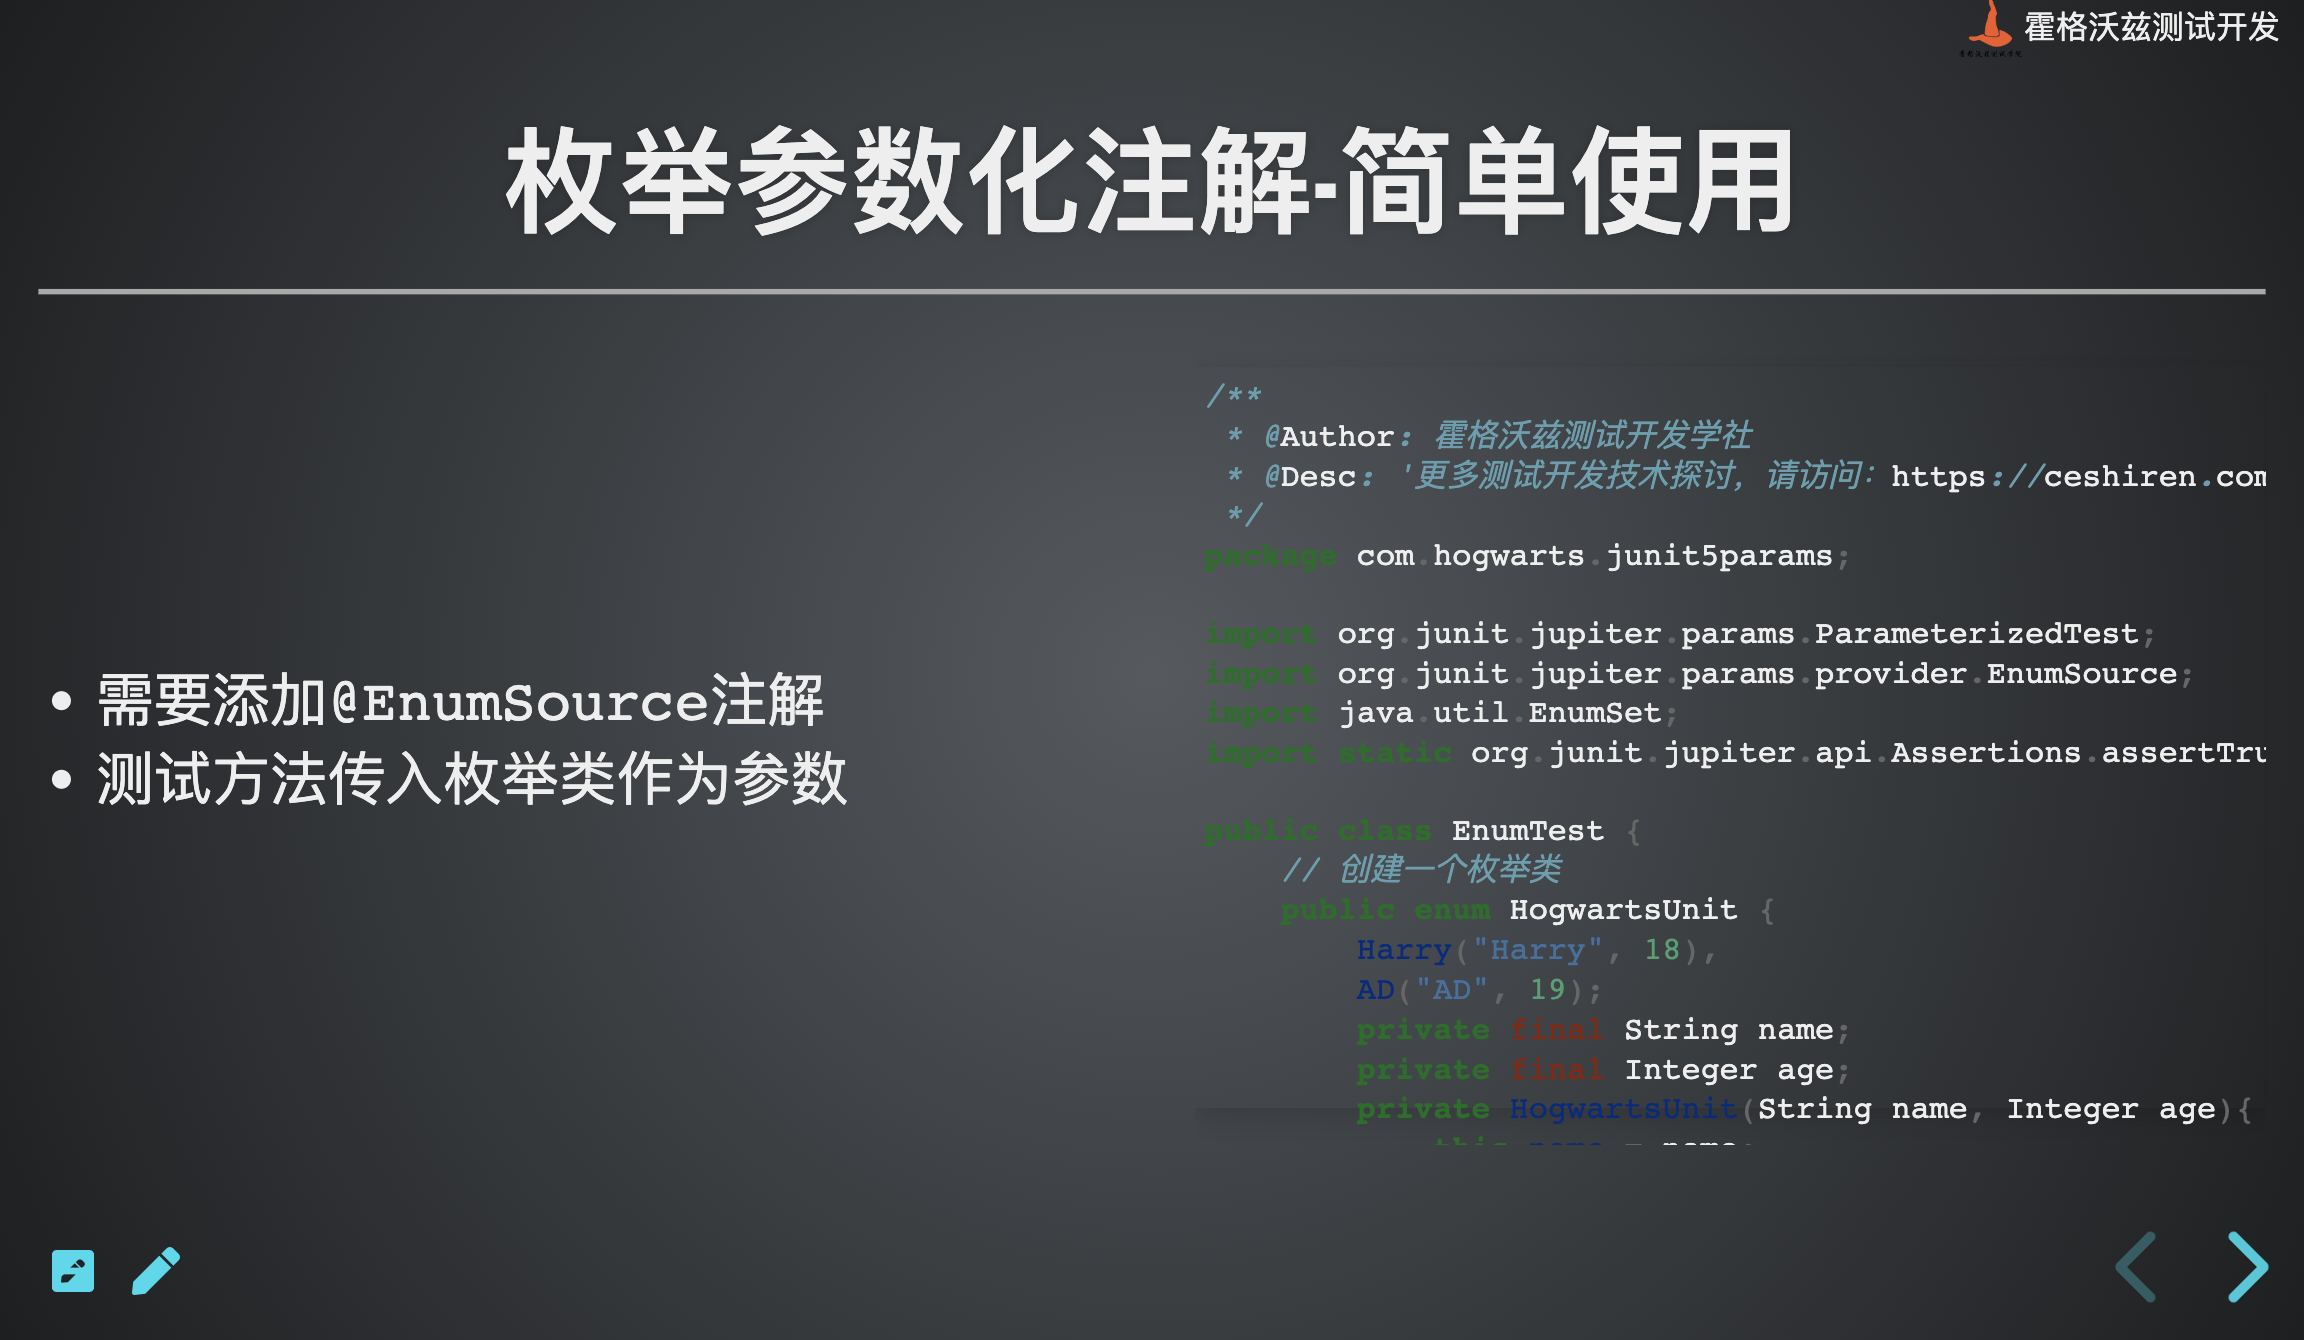 霍格沃兹测试开发
枚举参数化注解-简单使用
• 需要添加@EnumSource注解
• 测试方法传入枚举类作为参数
/**
 * @Author: 霍格沃兹测试开发学社
 * @Desc: '更多测试开发技术探讨，请访问：https://ceshiren.com
 */
package com.hogwarts.junit5params;
import org.junit.jupiter.params.ParameterizedTest;
import org.junit.jupiter.params.provider.EnumSource;
import java.util.EnumSet;
import static org.junit.jupiter.api.Assertions.assertTru
public class EnumTest {
    // 创建一个枚举类
    public enum HogwartsUnit {
        Harry("Harry", 18),
        AD("AD", 19);
        private final String name;
        private final Integer age;
        private HogwartsUnit(String name, Integer age){
            this name = name;